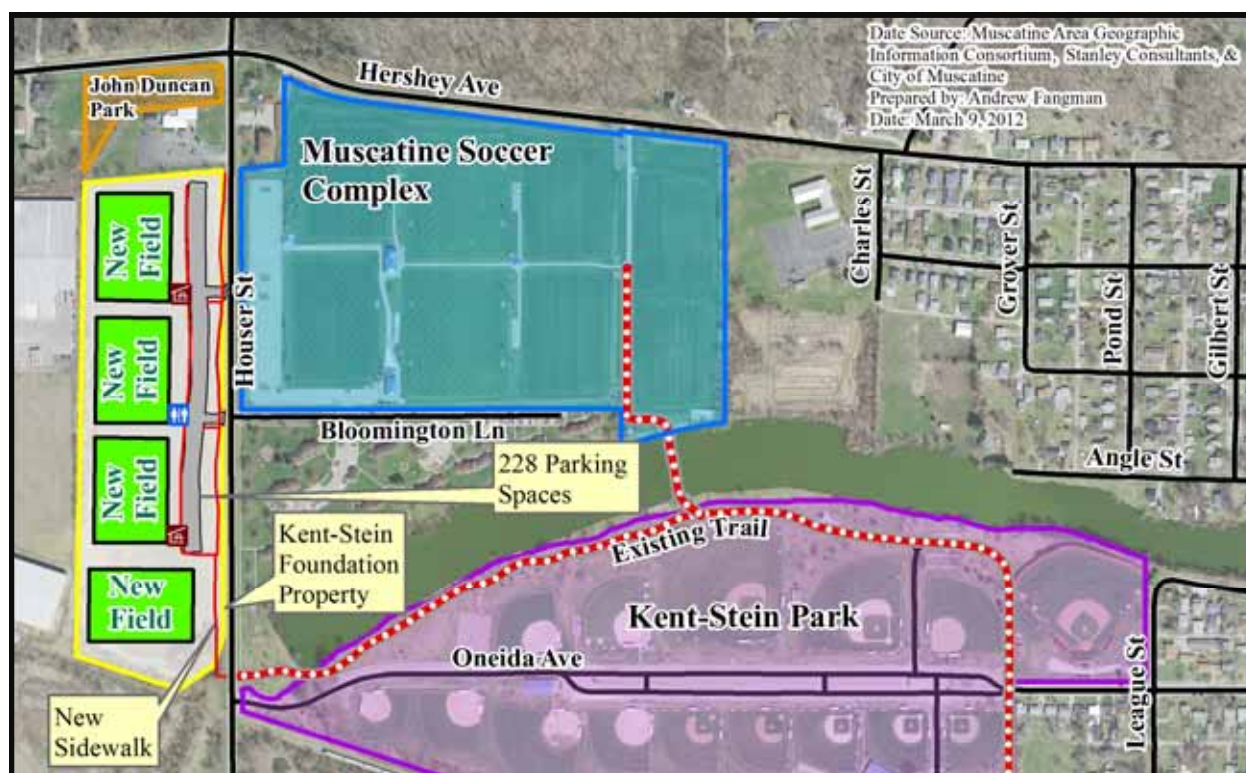 Date Source: Muscatine Area Geographic
Information Consortium, Stanley Consultants, &
City of Muscatine
Prepared by: Andrew Fangman
Date: March 9, 2012
John Duncan
Park
Hershey Ave
Muscatine Soccer
Complex
New
Field
New
Field
New
Field
New
Field
Houser St
Charles St
Grover St
Pond St
Gilbert St
Bloomington Ln
Angle St
228 Parking
Spaces
Kent-Stein
Foundation
Property
Existing Trail
Kent-Stein Park
Oneida Ave
League St
New
Sidewalk